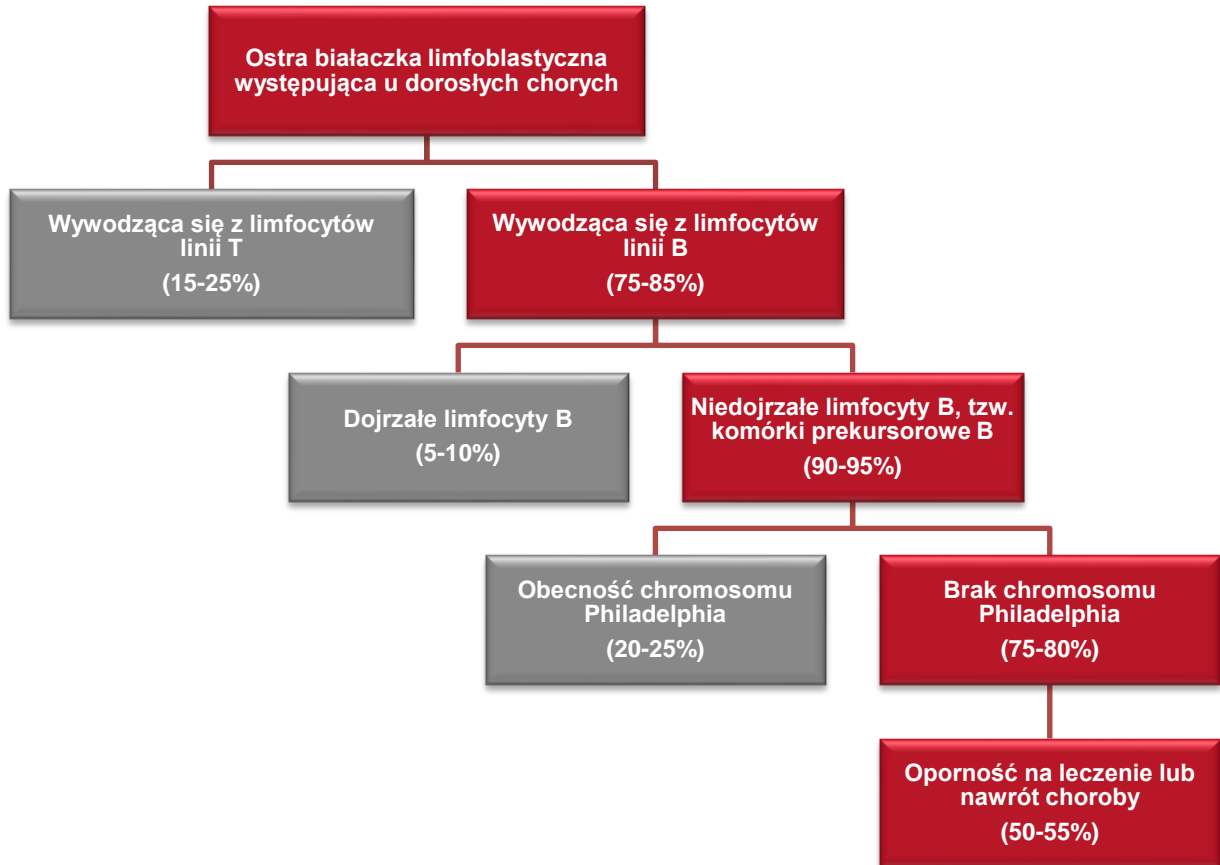 Ostra białaczka limfoblastyczna
występująca u dorosłych chorych
Wywodząca się z limfocytów
linii T
(15-25%)
Wywodząca się z limfocytów
linii B
(75-85%)
Dojrzałe limfocyty B
(5-10%)
Niedojrzałe limfocyty B, tzw.
komórki prekursorowe B
(90-95%)
Obecność chromosomu
Philadelphia
(20-25%)
Brak chromosomu
Philadelphia
(75-80%)
Oporność na leczenie lub
nawrót choroby
(50-55%)